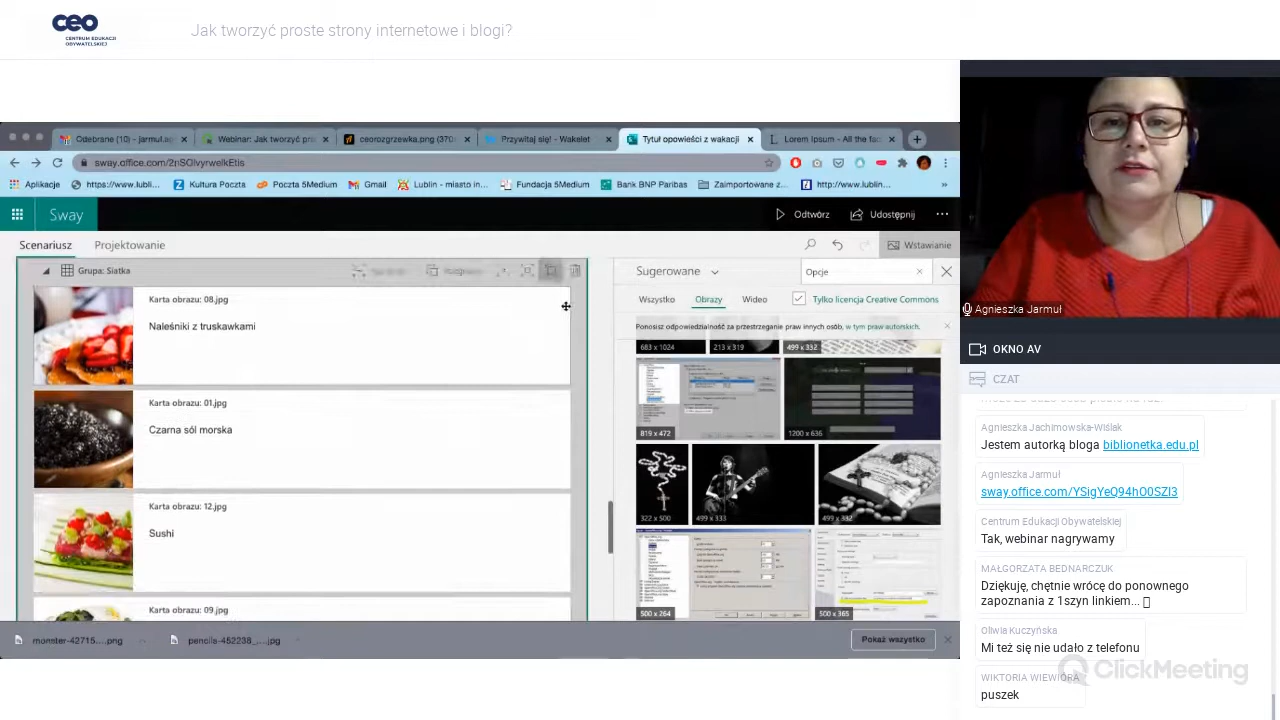 ceo
CENTRUM EDUKACJI
OBYWATELSKIEJ
Jak tworzyć proste strony internetowe i blogi?
Odebrane (10) - jarmul.a
Webinar: Jak tworzyć pro
ceorozgrzewka.png (370
Przywitaj się! - Wakelet
Tytuł opowieści z wakacji
Lorem Ipsum - All the fac
Aplikacje
https://www.lubli...
Kultura Poczta
Poczta 5Medium
Gmail
Lublin - miasto in...
Fundacja 5Medium
Bank BNP Paribas
Zaimportowane z...
http://www.lublin...
»
Sway
Odtwórz
Udostępnij
...
Scenariusz
Projektowanie
Wstawianie
Grupa: Siatka
Karta obrazu: 08.jpg
Naleśniki z truskawkami
Karta obrazu: 01.jpg
Czarna sól morska
Karta obrazu: 12.jpg
Sushi
Karta obrazu: 09.jpg
Sugerowane
Opcje
Wszystko
Obrazy
Wideo
Tylko licencja Creative Commons
Ponosisz odpowiedzialność za przestrzeganie praw innych osób, w tym praw autorskich.
683 x 1024
213 x 319
499 x 332
819 x 472
1200 x 636
322 x 500
499 x 333
499 x 332
500 x 264
500 x 365
monster-42715....png
pencils-452238_....jpg
Pokaż wszystko
Agnieszka Jarmuł
OKNO AV
CZAT
Agnieszka Jachimowska-Wiślak
Jestem autorką bloga biblionetka.edu.pl
Agnieszka Jarmuł
sway.office.com/YSigYeQ94hO0SZl3
Centrum Edukacji Obywatelskiej
Tak, webinar nagrywamy
MAŁGORZATA BEDNARCZUK
Dziękuję, chętnie wrócę do ponownego
zapoznania z 1szyn linkiem...
Oliwia Kuczyńska
Mi też się nie udało z telefonu
WIKTORIA WIEWIÓRA
puszek
ClickMeeting